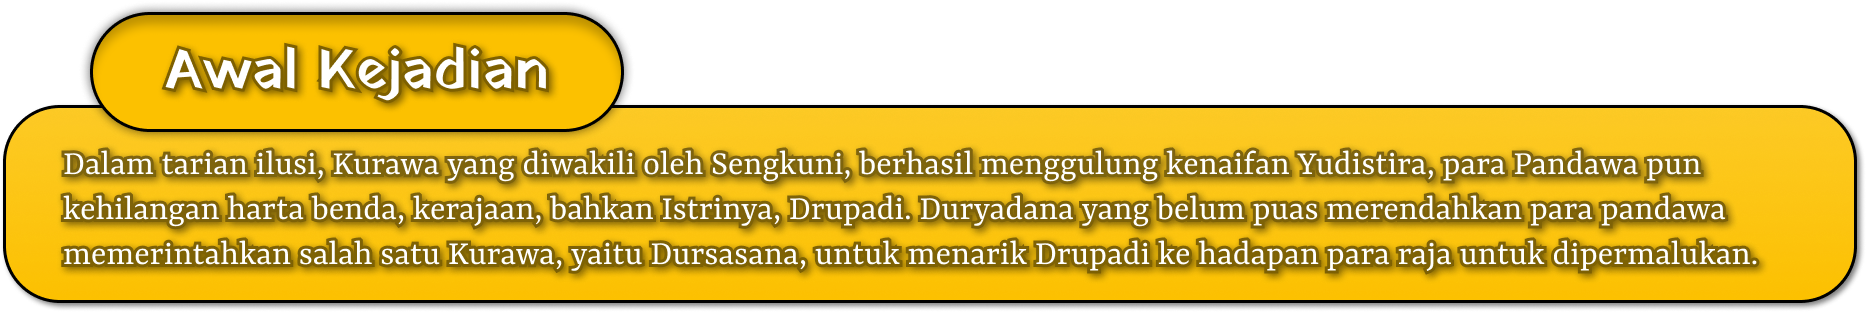 Awal Kejadian
Dalam tarian ilusi, Kurawa yang diwakili oleh Sengkuni, berhasil menggulung kenaifan Yudistira, para Pandawa pun
kehilangan harta benda, kerajaan, bahkan Istrinya, Drupadi. Duryadana yang belum puas merendahkan para pandawa
memerintahkan salah satu Kurawa, yaitu Dursasana, untuk menarik Drupadi ke hadapan para raja untuk dipermalukan.